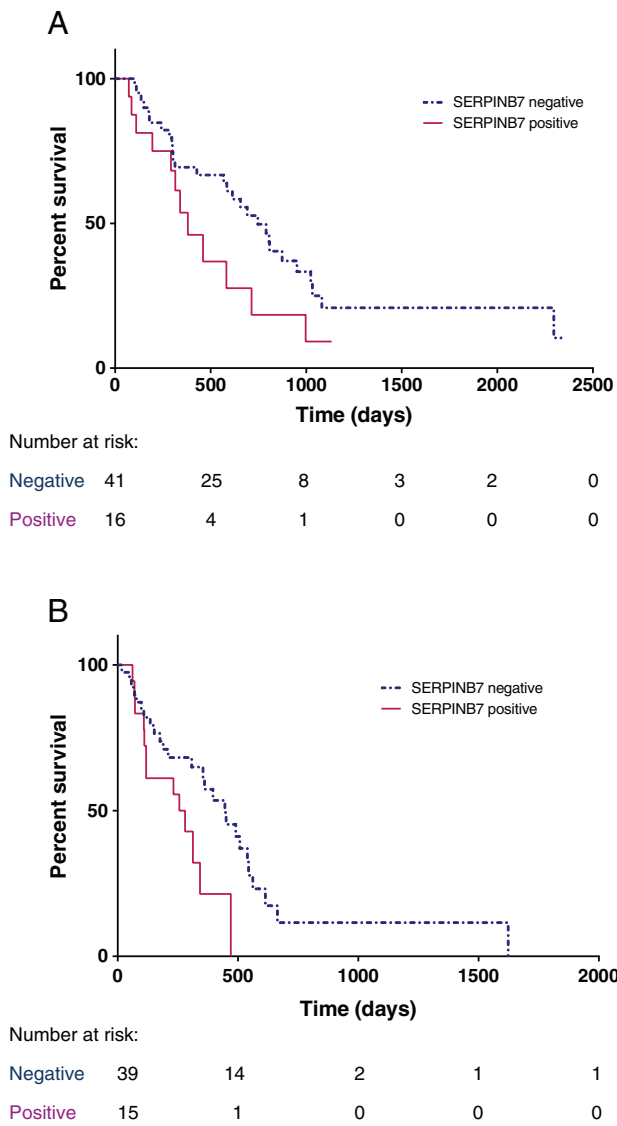 A
100
50
0
Percent survival
SERPINB7 negative
SERPINB7 positive
0 500 1000 1500 2000 2500
Time (days)
Number at risk:
Negative 41 25 8 3 2 0
Positive 16 4 1 0 0 0
B
100
50
0
Percent survival
SERPINB7 negative
SERPINB7 positive
0 500 1000 1500 2000
Time (days)
Number at risk:
Negative 39 14 2 1 1
Positive 15 1 0 0 0